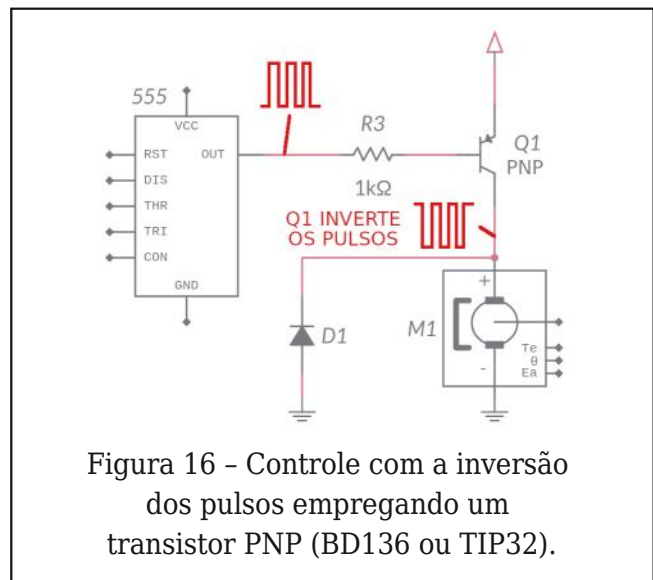 555
VCC
RST
OUT
DIS
THR
TRI
CON
GND
R3
1kΩ
Q1
PNP
Q1 INVERTE
OS PULSOS
D1
M1
+
-
Te
θ
Ea
Figura 16 – Controle com a inversão
dos pulsos empregando um
transistor PNP (BD136 ou TIP32).